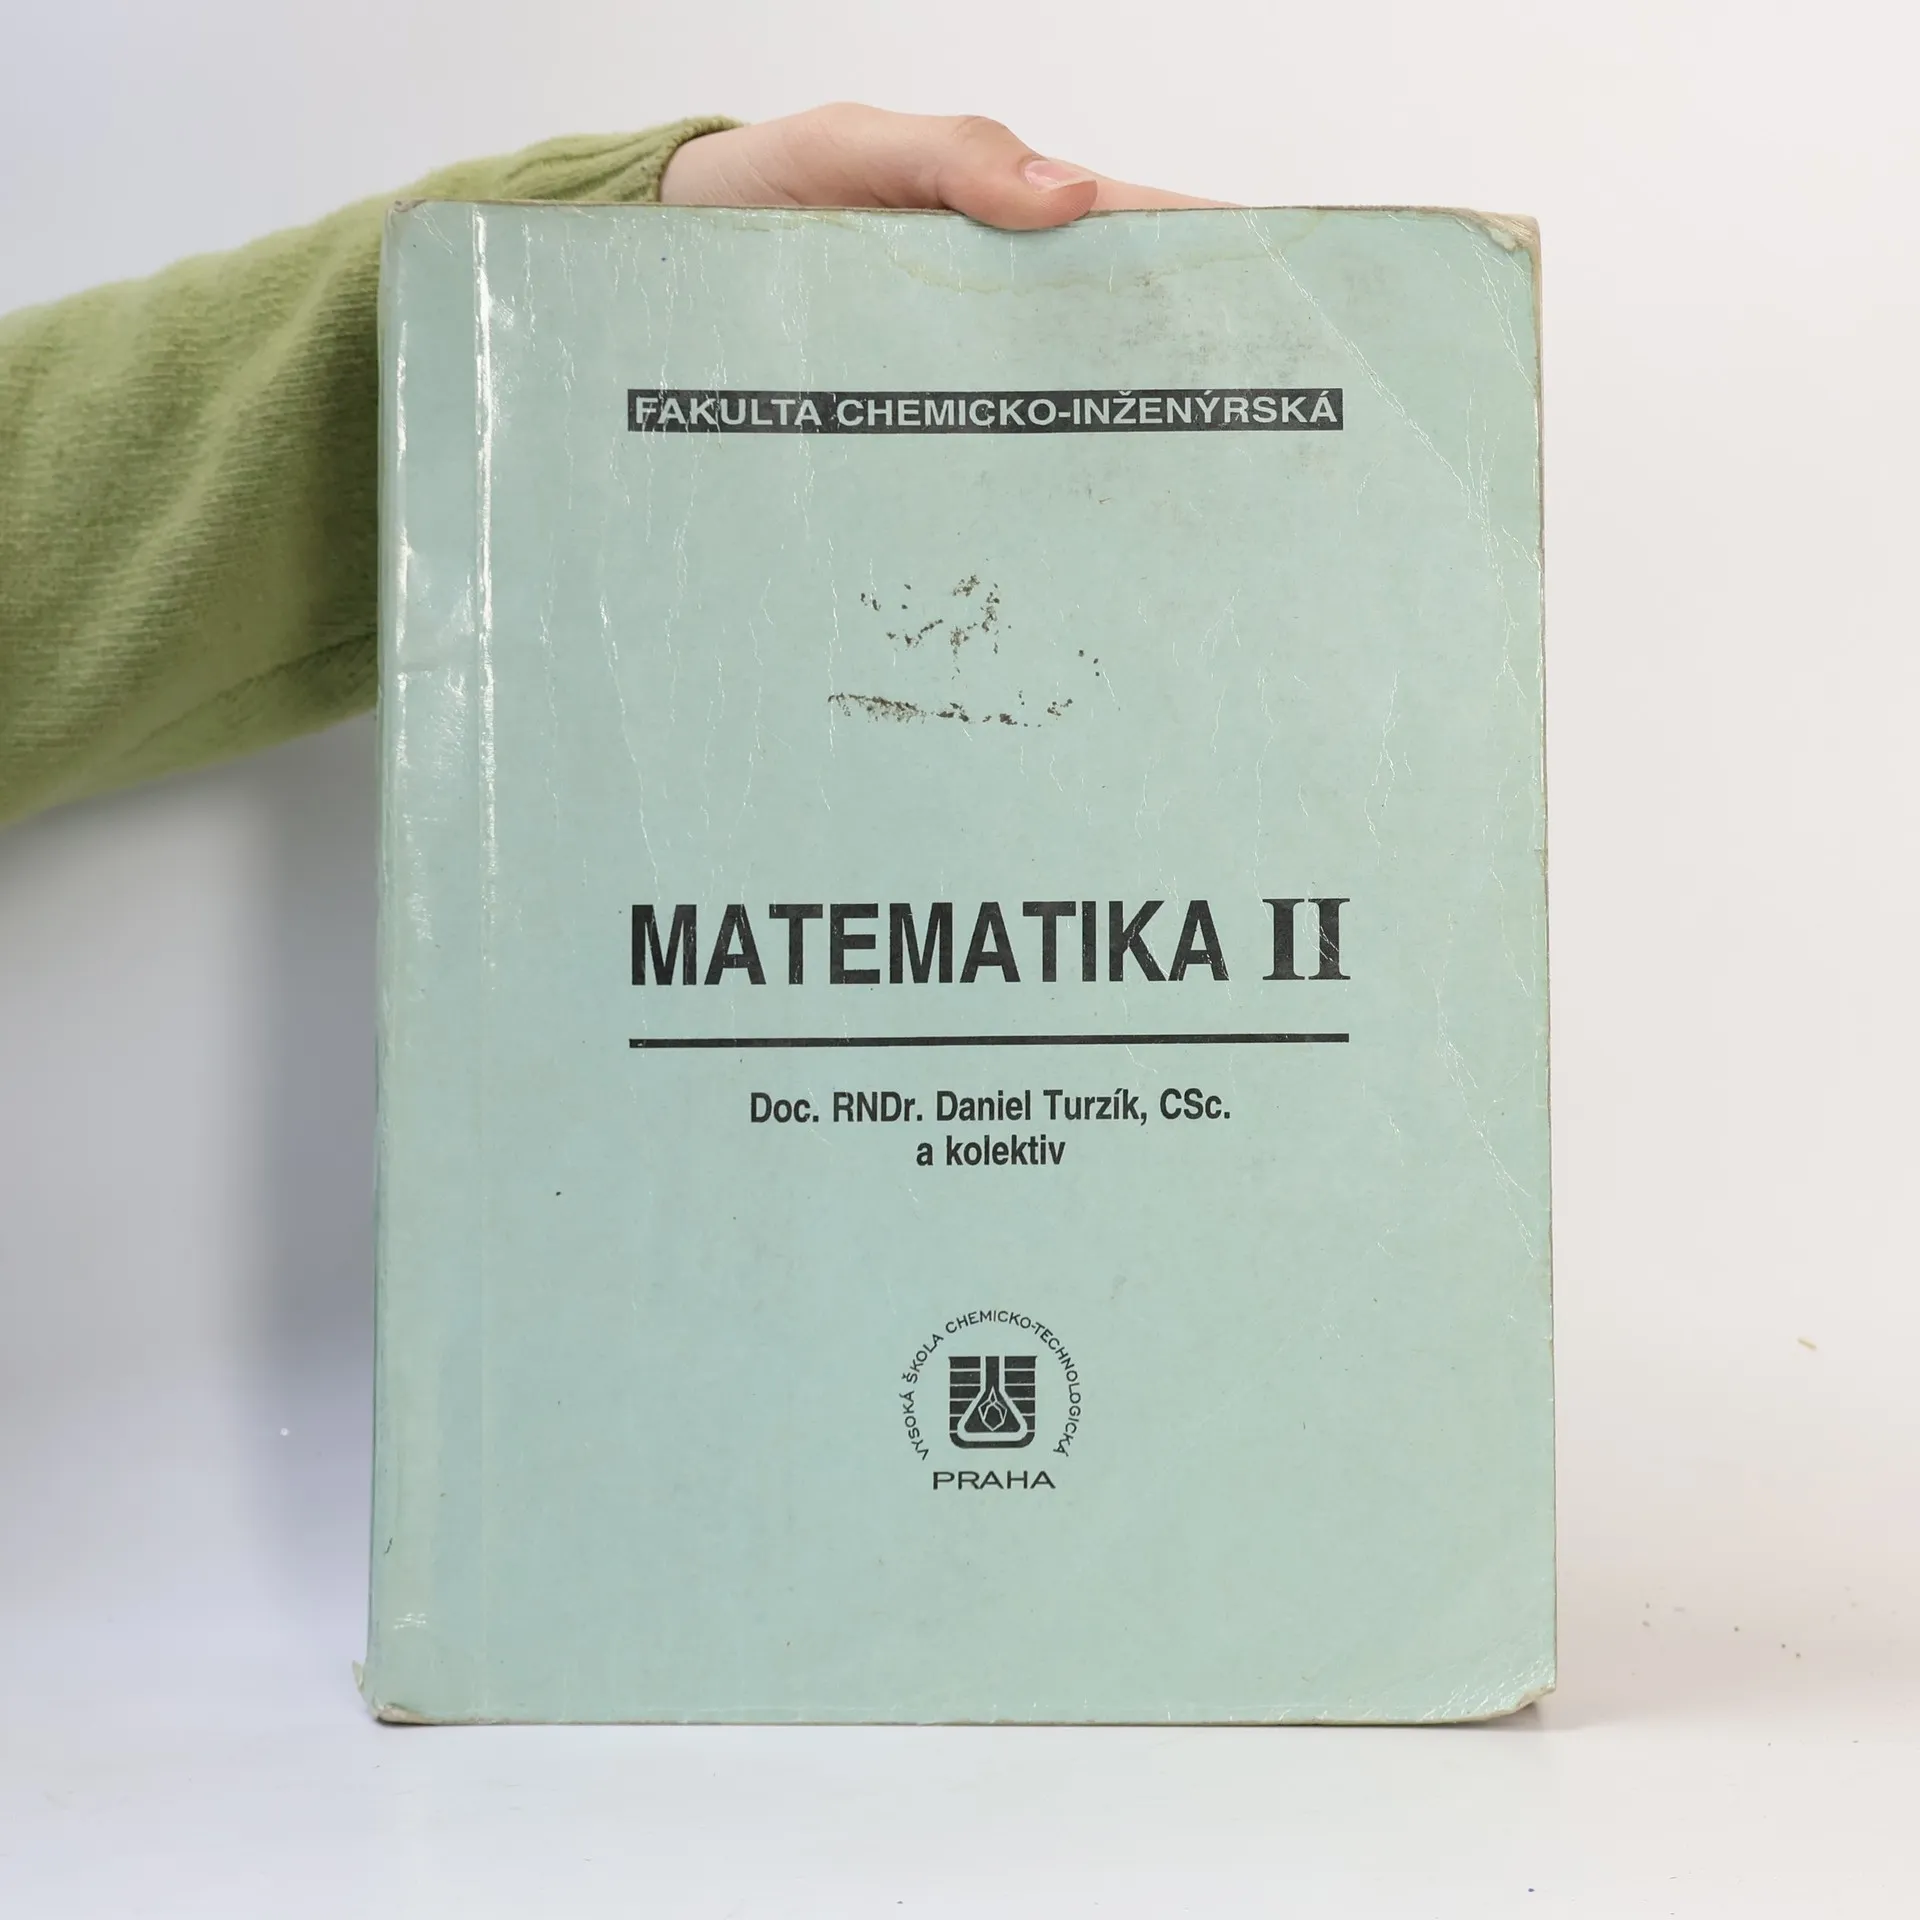 FAKULTA CHEMICKO-INŽENÝRSKÁ
MATEMATIKA II
Doc. RNDr. Daniel Turzík, CSc.
a kolektiv
VYSOKÁ ŠKOLA CHEMICKO-TECHNOLOGICKÁ
PRAHA